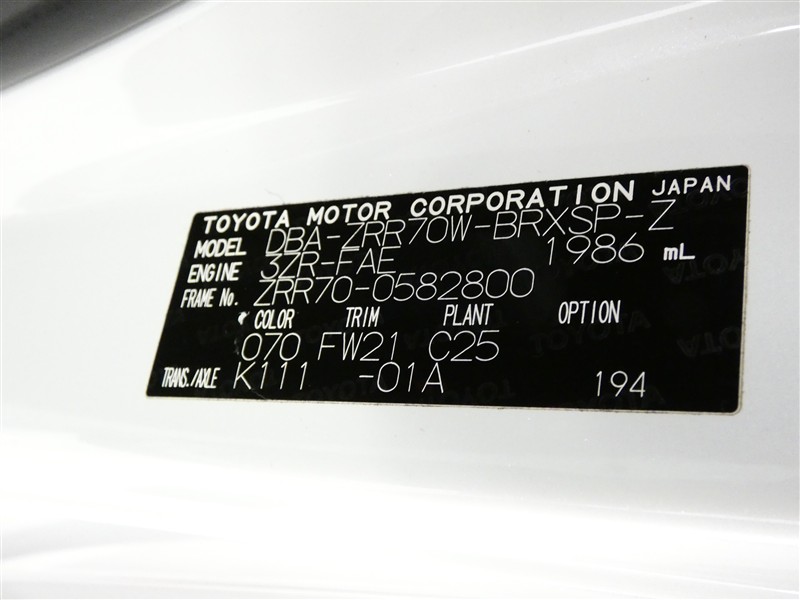 TOYOTA MOTOR CORPORATION JAPAN
MODEL DBA-ZRR70W-BRXSP-Z
ENGINE 3ZR-FAE 1986 mL
FRAME No. ZRR70-0582800
COLOR TRIM PLANT OPTION
070 FW21 C25
TRANS./AXLE K111 -01A 194